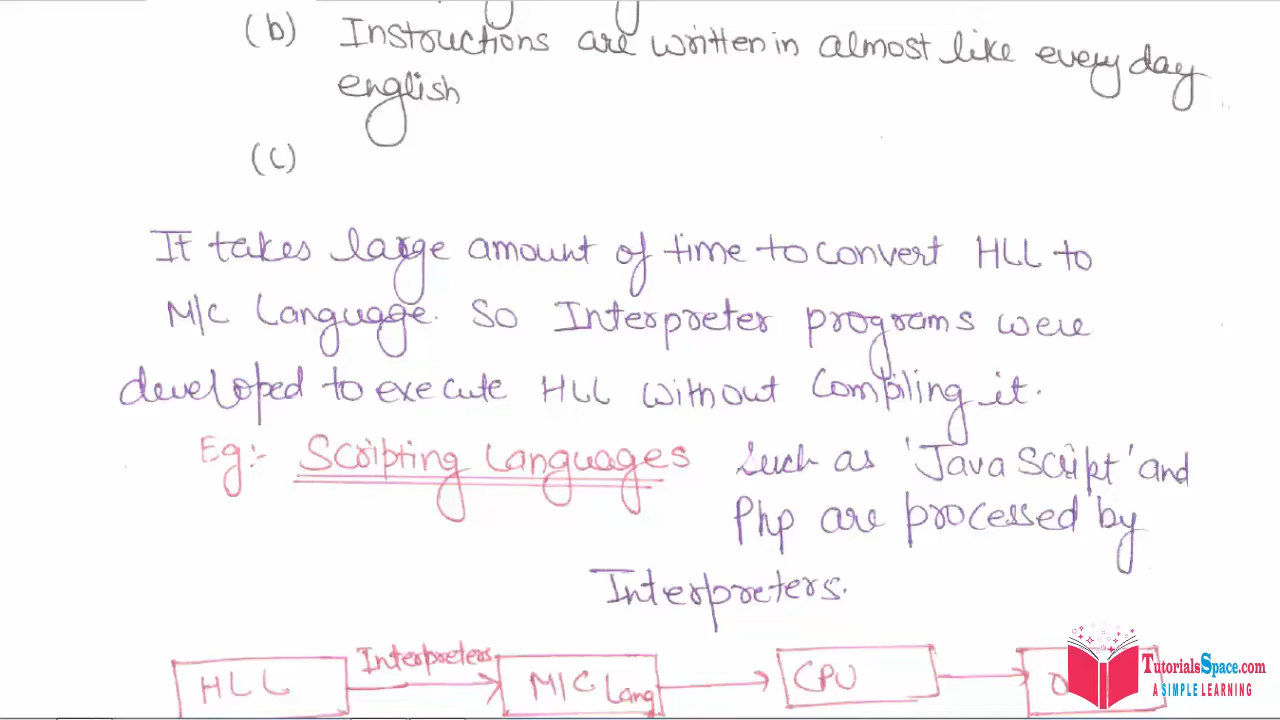 (b) Instructions are written in almost like every day
english
(c)
It takes large amount of time to convert HLL to
M/C Language. So Interpreter programs were
developed to execute HLL without Compiling it.
Eg:- Scripting Languages such as 'JavaScript' and
Php are processed by
Interpreters.
HLL Interpreters M/C Lang CPU
TutorialsSpace.com
A SIMPLE LEARNING